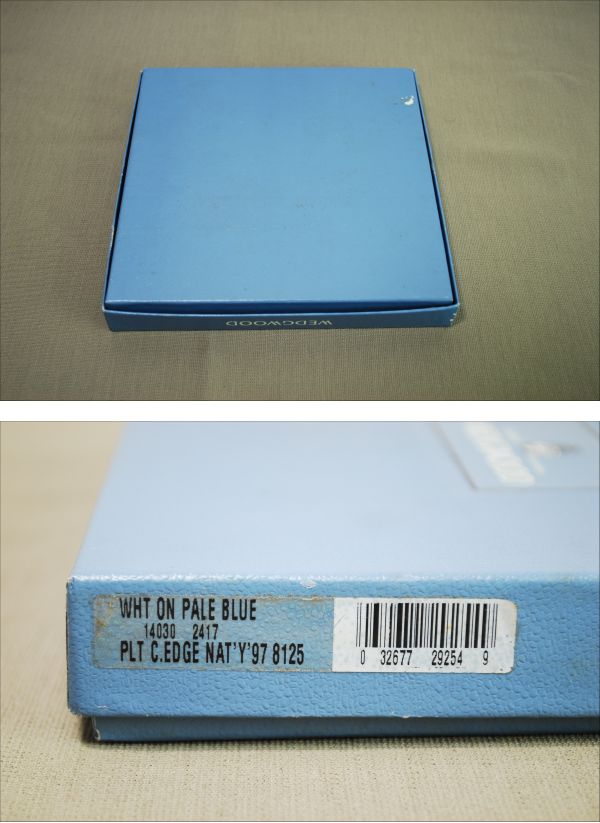 WEDGWOOD
WHT ON PALE BLUE
14030 2417
PLT C.EDGE NAT'Y'97 8125
0 32677 29254 9